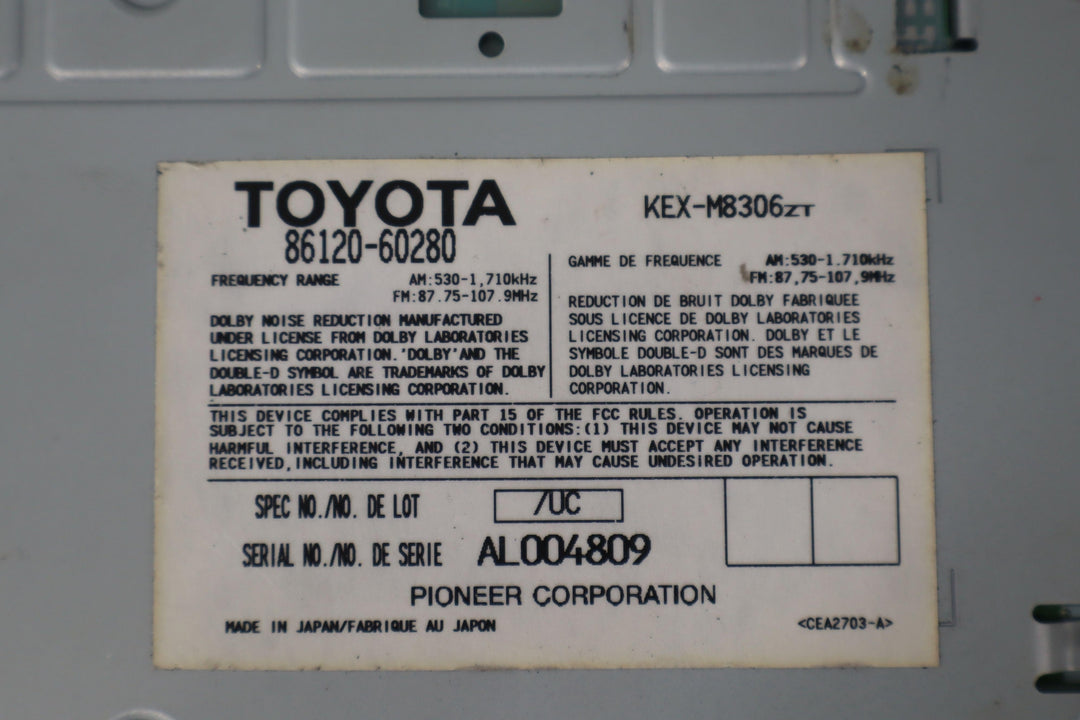 TOYOTA
KEX-M8306ZT
86120-60280
FREQUENCY RANGE AM:530-1,710kHz
FM:87.75-107.9MHz
DOLBY NOISE REDUCTION MANUFACTURED
UNDER LICENSE FROM DOLBY LABORATORIES
LICENSING CORPORATION. 'DOLBY' AND THE
DOUBLE-D SYMBOL ARE TRADEMARKS OF DOLBY
LABORATORIES LICENSING CORPORATION.
GAMME DE FREQUENCE AM:530-1.710kHz
FM:87,75-107,9MHz
REDUCTION DE BRUIT DOLBY FABRIQUEE
SOUS LICENCE DE DOLBY LABORATORIES
LICENSING CORPORATION. DOLBY ET LE
SYMBOLE DOUBLE-D SONT DES MARQUES DE
DOLBY LABORATORIES LICENSING
CORPORATION.
THIS DEVICE COMPLIES WITH PART 15 OF THE FCC RULES. OPERATION IS
SUBJECT TO THE FOLLOWING TWO CONDITIONS:(1) THIS DEVICE MAY NOT CAUSE
HARMFUL INTERFERENCE, AND (2) THIS DEVICE MUST ACCEPT ANY INTERFERENCE
RECEIVED, INCLUDING INTERFERENCE THAT MAY CAUSE UNDESIRED OPERATION.
SPEC NO./NO. DE LOT /UC
SERIAL NO./NO. DE SERIE AL004809
PIONEER CORPORATION
MADE IN JAPAN/FABRIQUE AU JAPON <CEA2703-A>